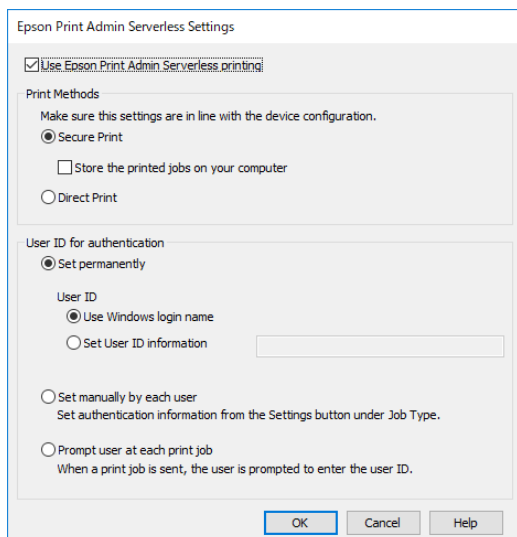 Epson Print Admin Serverless Settings
Use Epson Print Admin Serverless printing
Print Methods
Make sure this settings are in line with the device configuration.
Secure Print
Store the printed jobs on your computer
Direct Print
User ID for authentication
Set permanently
User ID
Use Windows login name
Set User ID information
Set manually by each user
Set authentication information from the Settings button under Job Type.
Prompt user at each print job
When a print job is sent, the user is prompted to enter the user ID.
OK Cancel Help